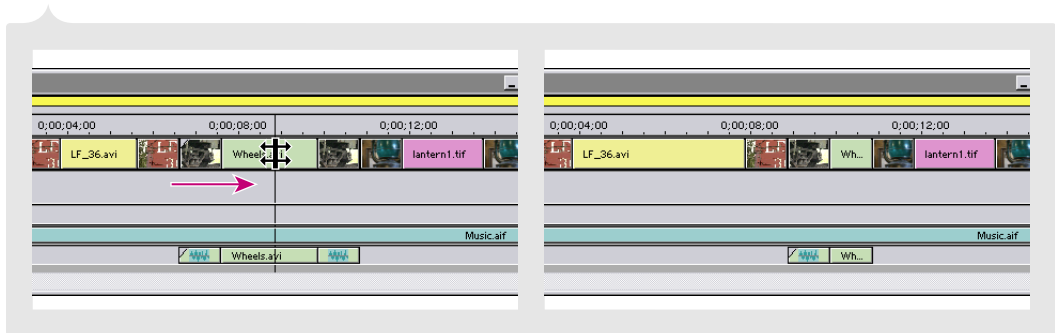 0;00;04;00 0;00;08;00 0;00;12;00
LF_36.avi Wheels.avi lantern1.tif
Music.aif
Wheels.avi
0;00;04;00 0;00;08;00 0;00;12;00
LF_36.avi Wh... lantern1.tif
Music.aif
Wh...